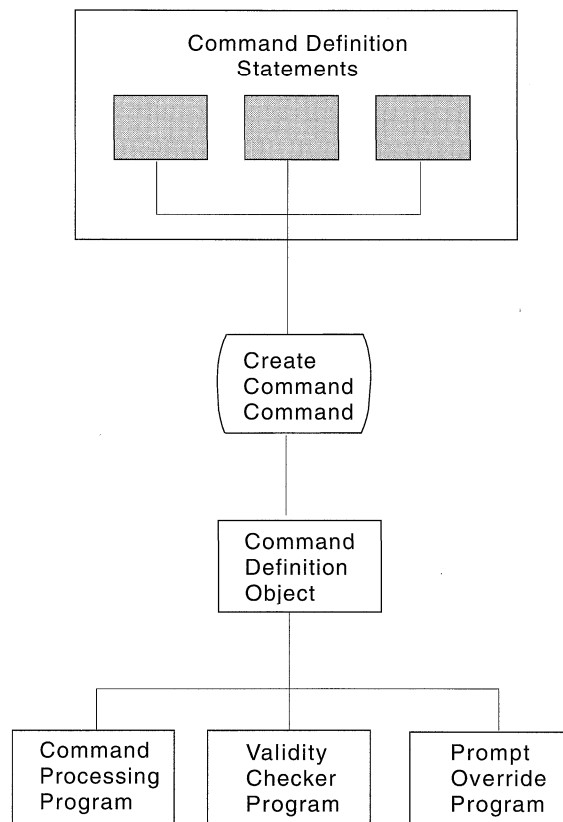 Command Definition
Statements
Create
Command
Command
Command
Definition
Object
Command
Processing
Program
Validity
Checker
Program
Prompt
Override
Program